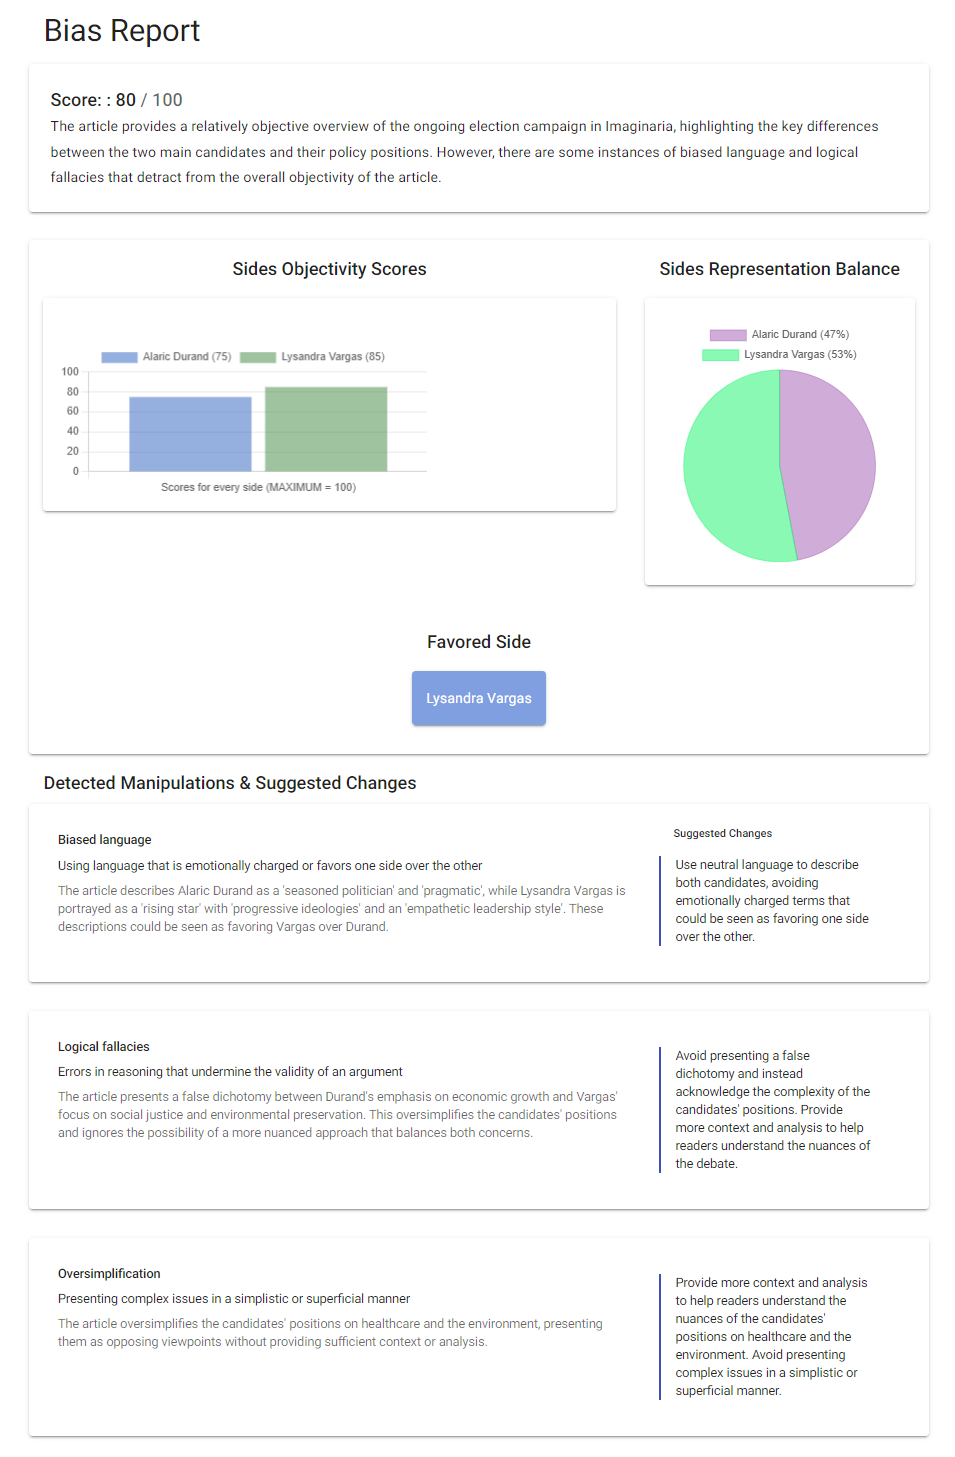 Bias Report
Score: : 80 / 100
The article provides a relatively objective overview of the ongoing election campaign in Imaginaria, highlighting the key differences
between the two main candidates and their policy positions. However, there are some instances of biased language and logical
fallacies that detract from the overall objectivity of the article.
Sides Objectivity Scores
Alaric Durand (75) Lysandra Vargas (85)
100
80
60
40
20
0
Scores for every side (MAXIMUM = 100)
Sides Representation Balance
Alaric Durand (47%)
Lysandra Vargas (53%)
Favored Side
Lysandra Vargas
Detected Manipulations & Suggested Changes
Biased language
Using language that is emotionally charged or favors one side over the other
The article describes Alaric Durand as a 'seasoned politician' and 'pragmatic', while Lysandra Vargas is
portrayed as a 'rising star' with 'progressive ideologies' and an 'empathetic leadership style'. These
descriptions could be seen as favoring Vargas over Durand.
Suggested Changes
Use neutral language to describe
both candidates, avoiding
emotionally charged terms that
could be seen as favoring one side
over the other.
Logical fallacies
Errors in reasoning that undermine the validity of an argument
The article presents a false dichotomy between Durand's emphasis on economic growth and Vargas'
focus on social justice and environmental preservation. This oversimplifies the candidates' positions
and ignores the possibility of a more nuanced approach that balances both concerns.
Avoid presenting a false
dichotomy and instead
acknowledge the complexity of the
candidates' positions. Provide
more context and analysis to help
readers understand the nuances of
the debate.
Oversimplification
Presenting complex issues in a simplistic or superficial manner
The article oversimplifies the candidates' positions on healthcare and the environment, presenting
them as opposing viewpoints without providing sufficient context or analysis.
Provide more context and analysis
to help readers understand the
nuances of the candidates'
positions on healthcare and the
environment. Avoid presenting
complex issues in a simplistic or
superficial manner.